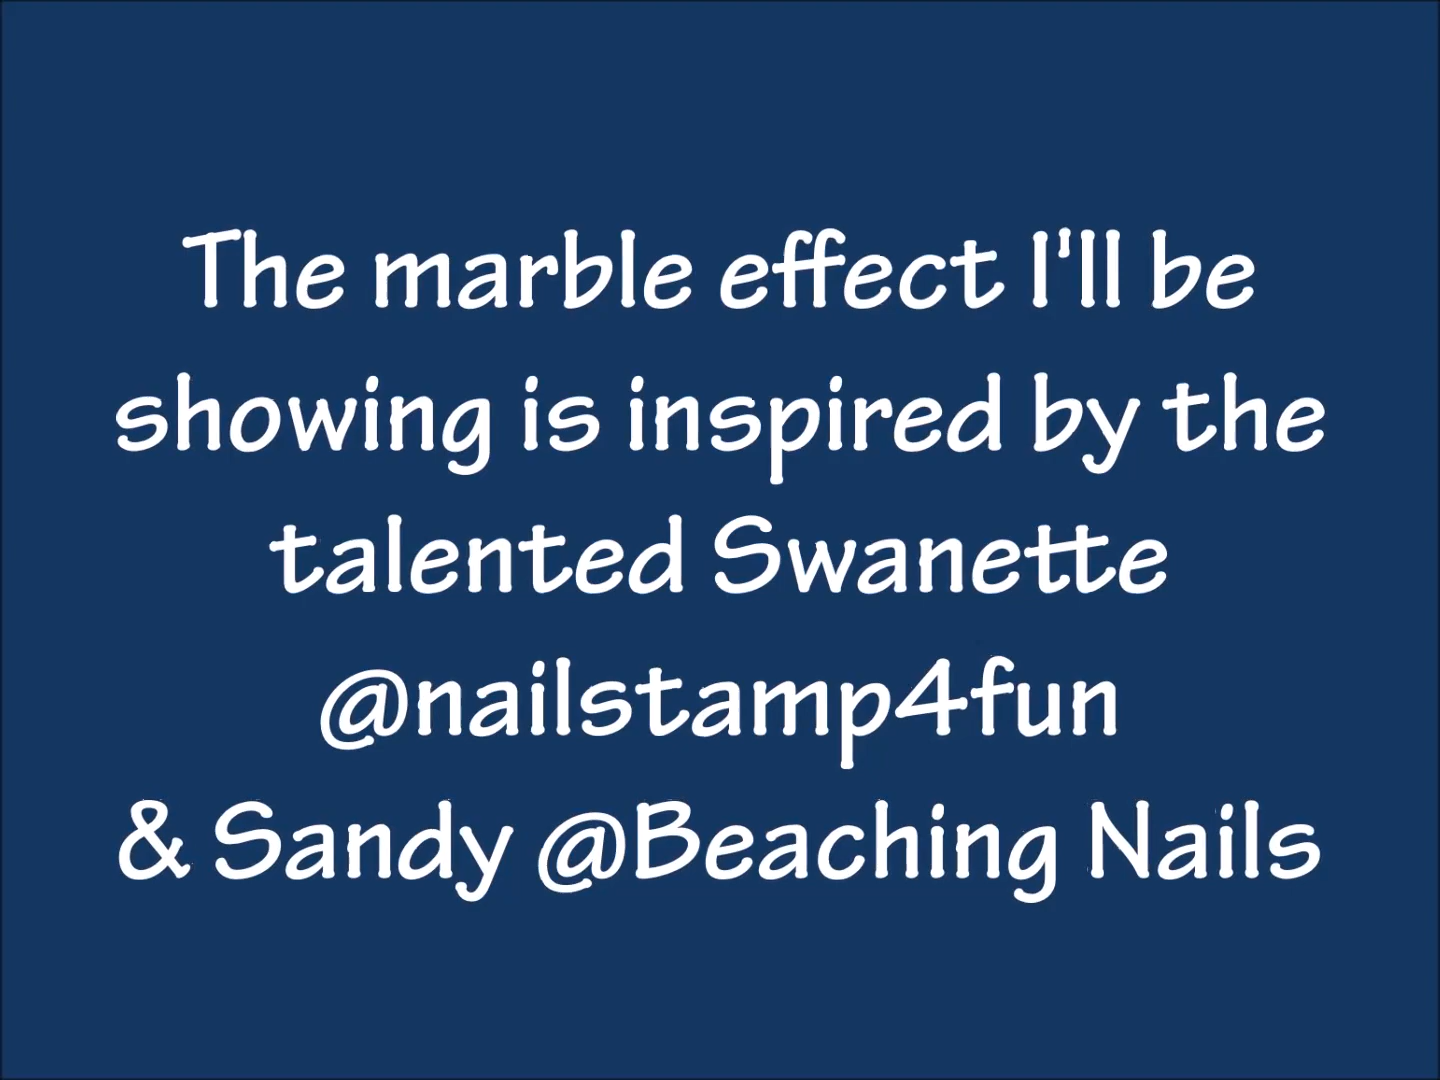 The marble effect I'll be
showing is inspired by the
talented Swanette
@nailstamp4fun
& Sandy @Beaching Nails